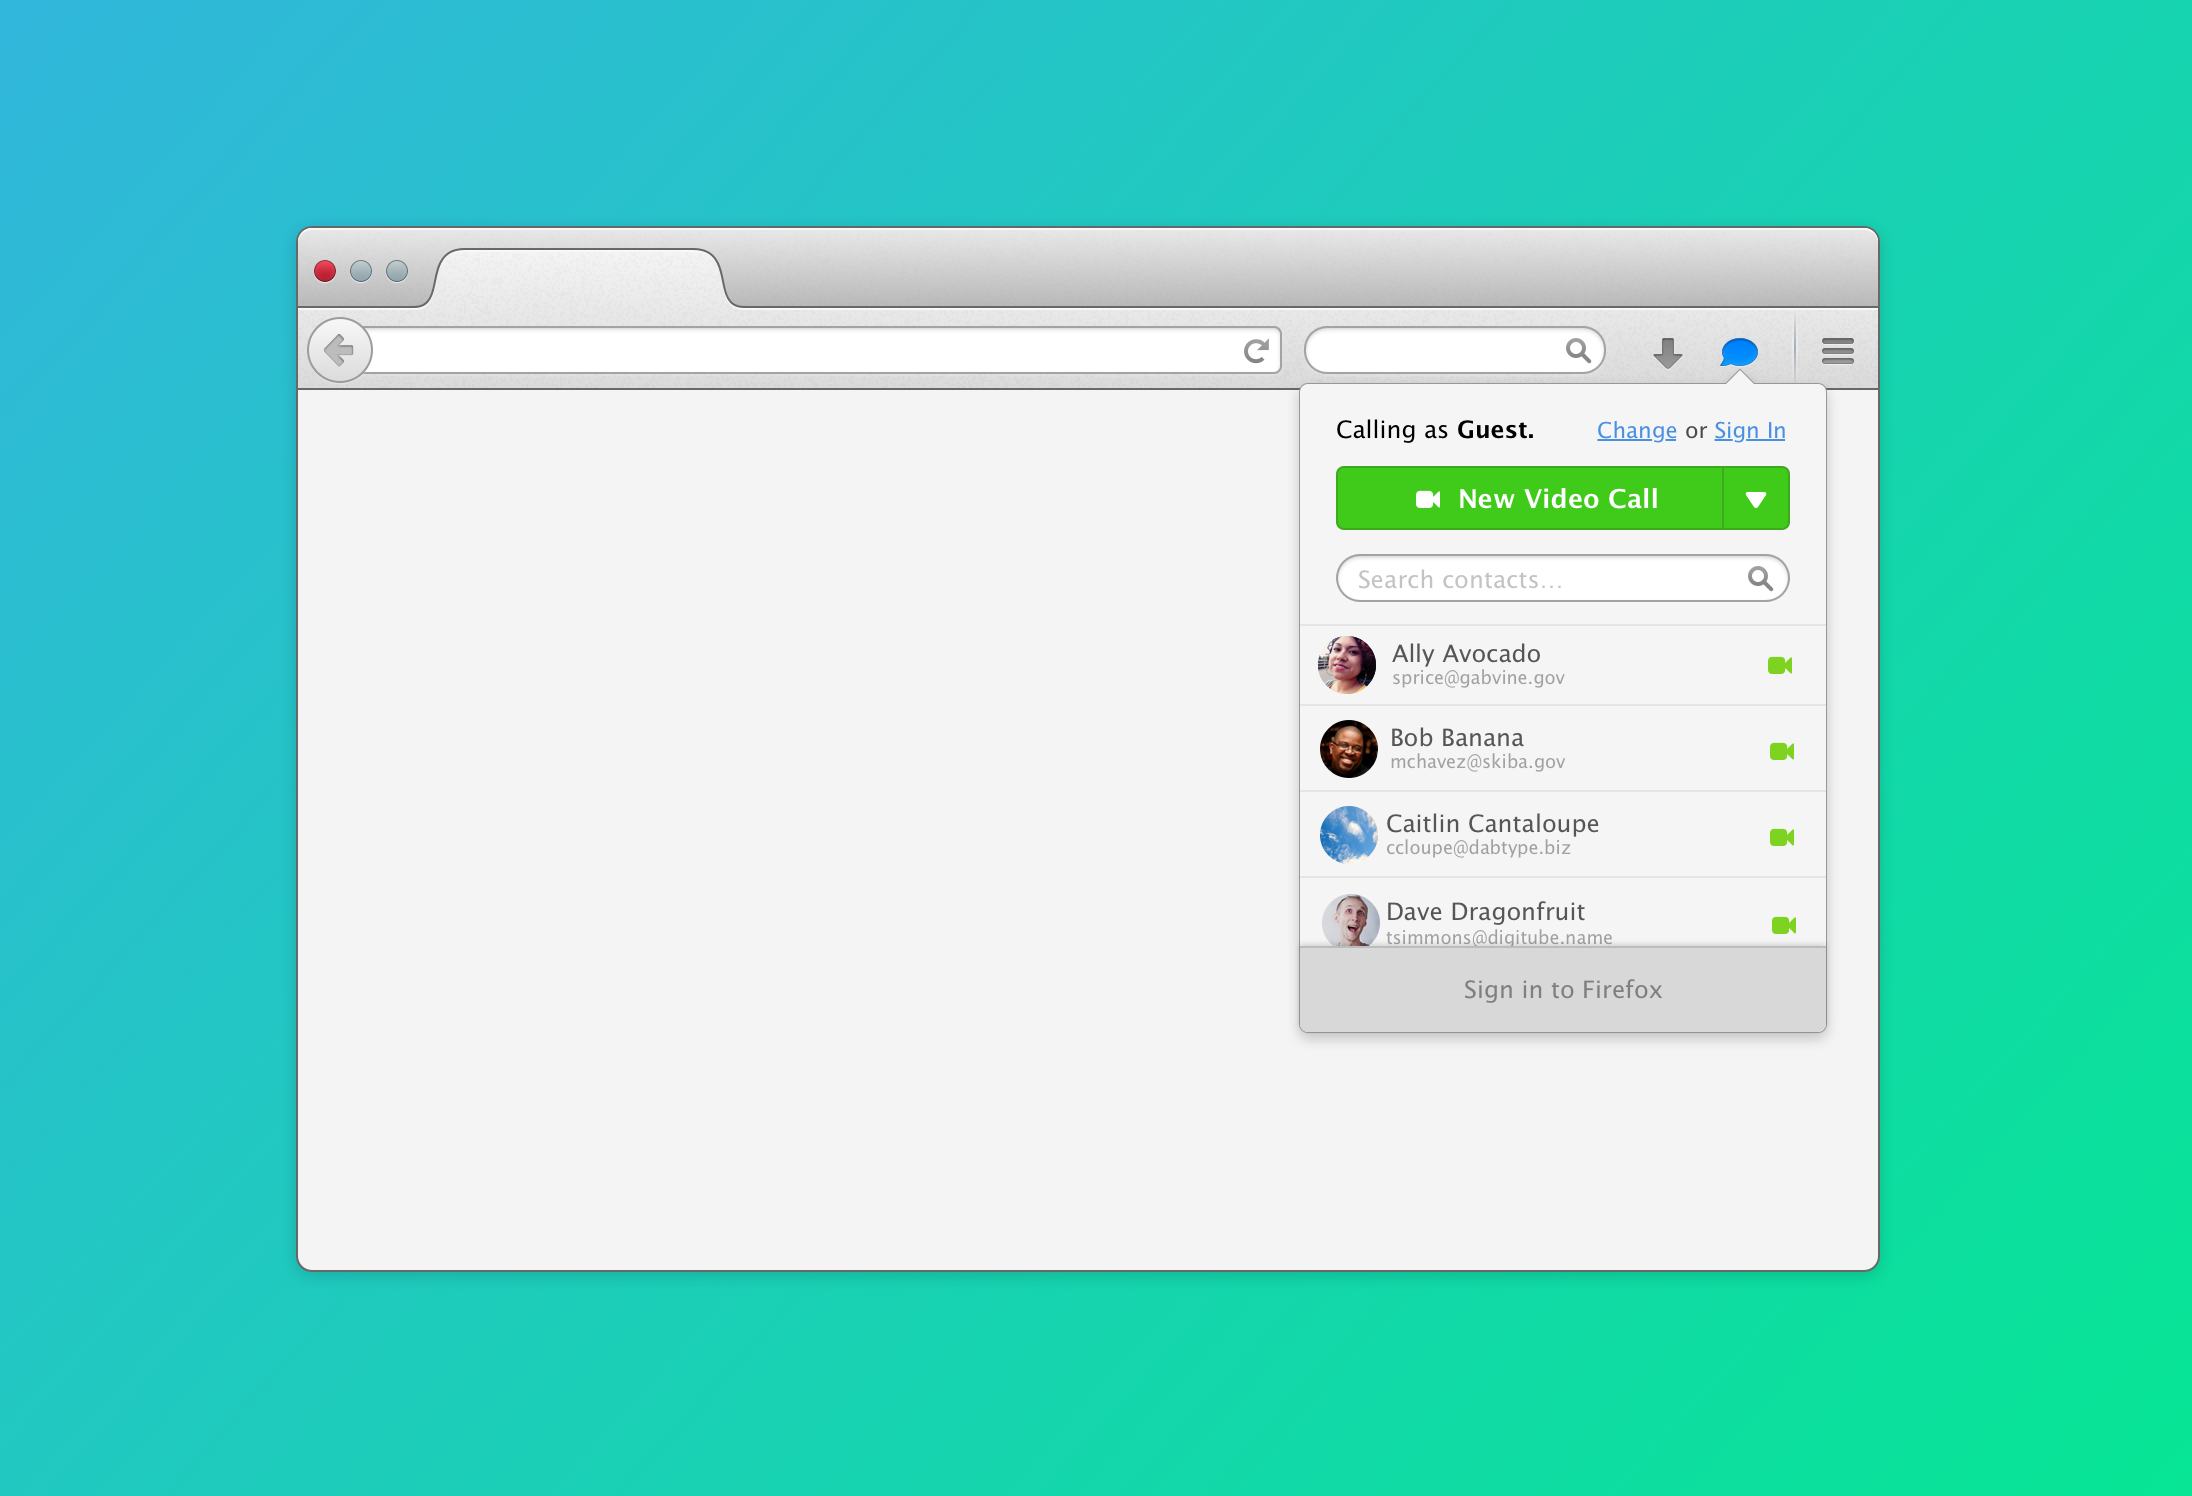 Calling as Guest. Change or Sign In
New Video Call
Search contacts...
Ally Avocado
sprice@gabvine.gov
Bob Banana
mchavez@skiba.gov
Caitlin Cantaloupe
ccloupe@dabtype.biz
Dave Dragonfruit
tsimmons@digitube.name
Sign in to Firefox